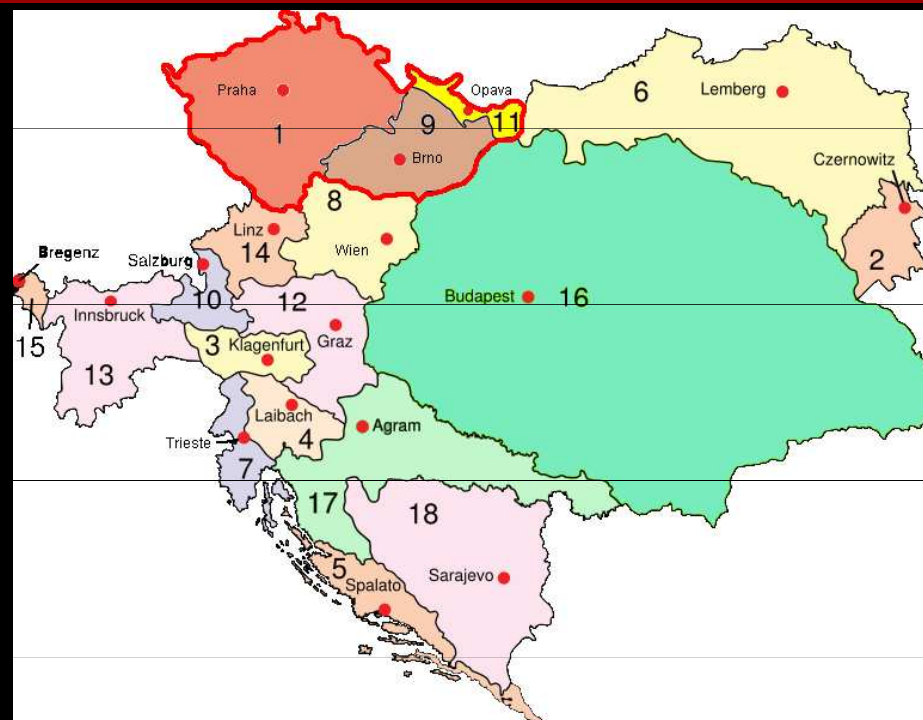 Praha
Opava
6
Lemberg
1
9
11
Brno
Czernowitz
8
Linz
Wien
14
Bregenz
Salzburg
2
10
12
Budapest
16
Innsbruck
15
3
Klagenfurt
Graz
13
Laibach
Agram
Trieste
4
7
17
18
5
Spalato
Sarajevo